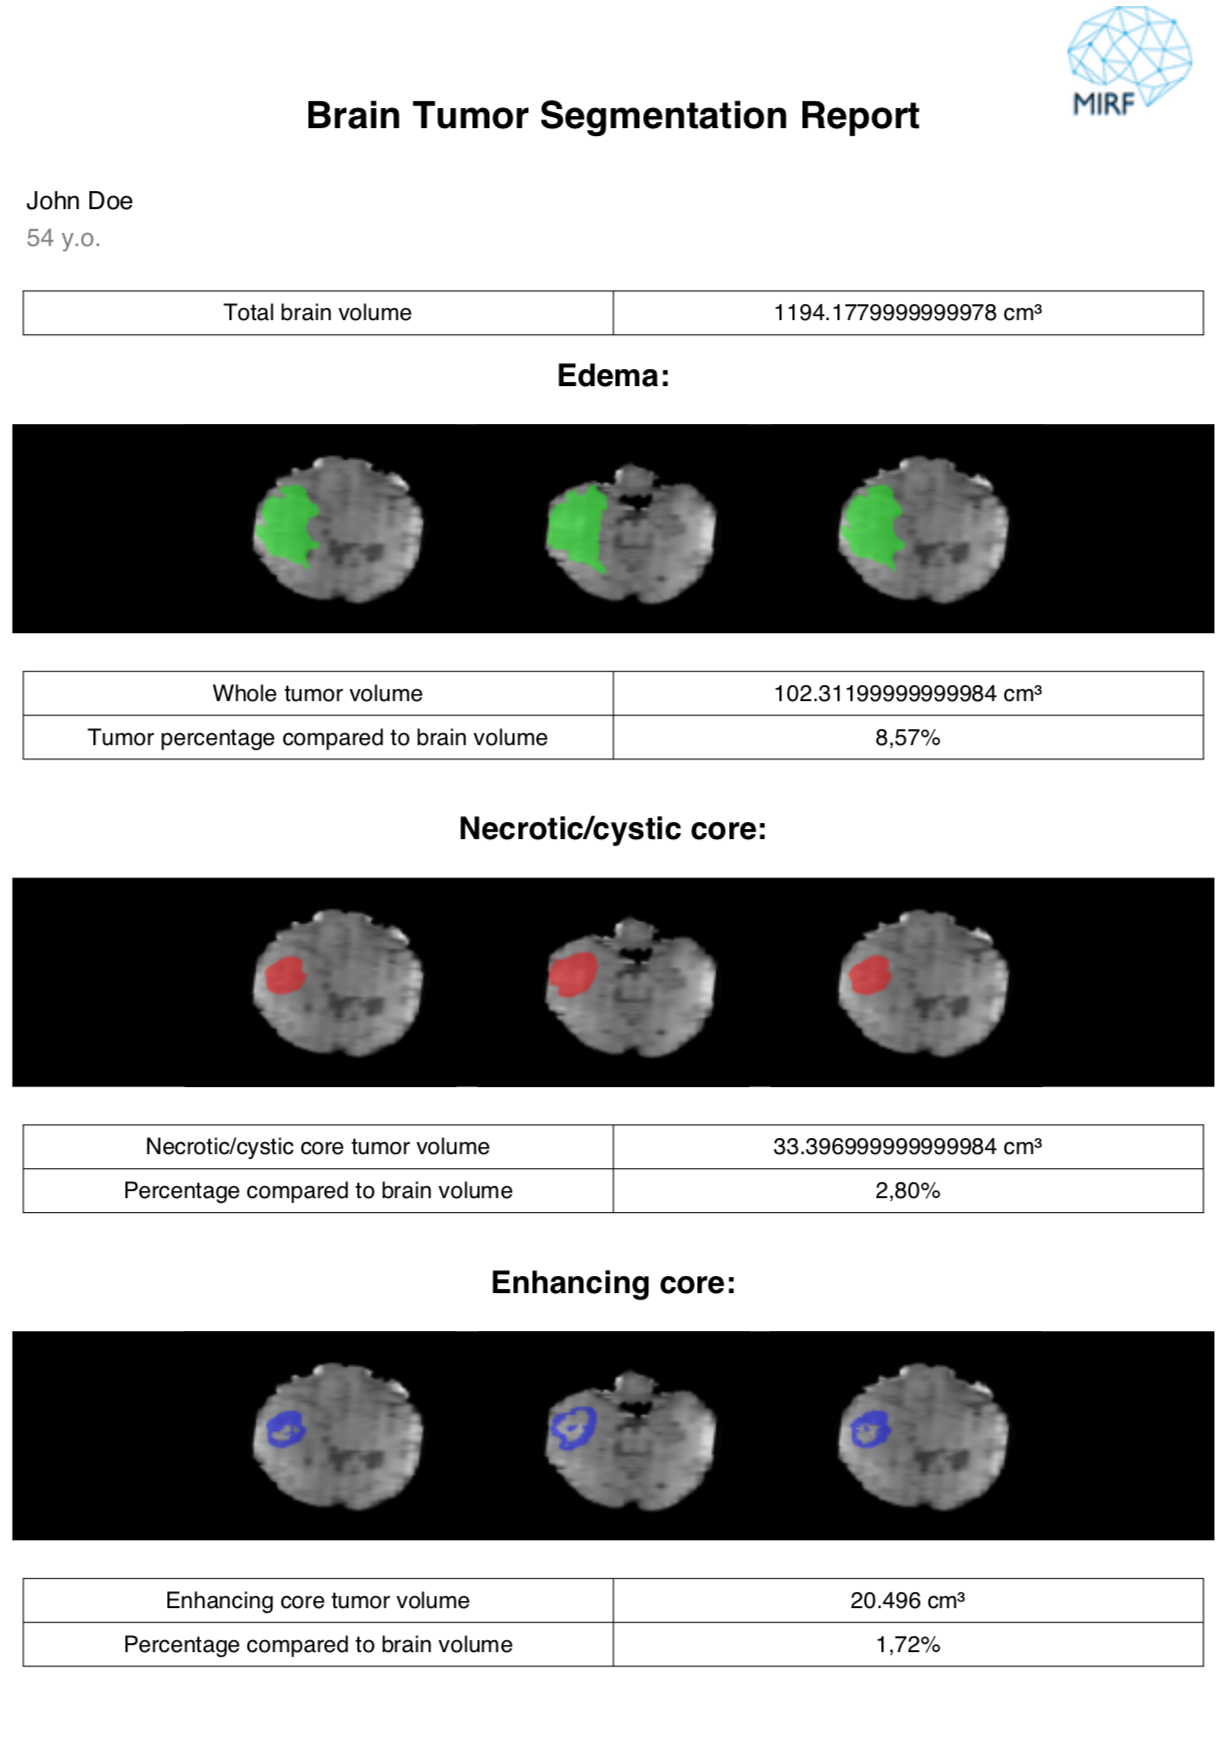 MIRF
Brain Tumor Segmentation Report
John Doe
54 y.o.
Total brain volume 1194.1779999999978 cm³
Edema:
Whole tumor volume 102.31199999999984 cm³
Tumor percentage compared to brain volume 8,57%
Necrotic/cystic core:
Necrotic/cystic core tumor volume 33.396999999999984 cm³
Percentage compared to brain volume 2,80%
Enhancing core:
Enhancing core tumor volume 20.496 cm³
Percentage compared to brain volume 1,72%